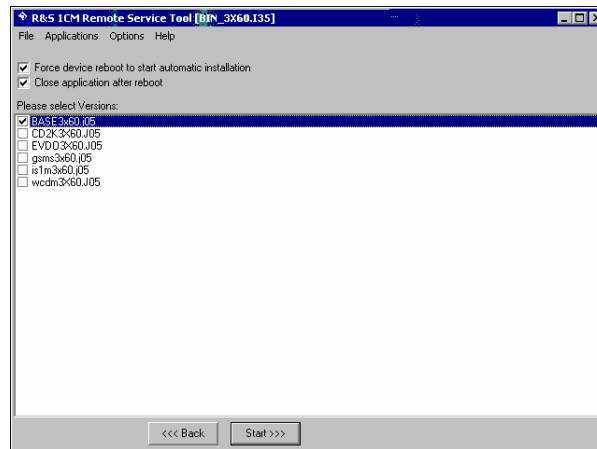 R&S 1CM Remote Service Tool [BIN_3X60.I35]
File Applications Options Help
Force device reboot to start automatic installation
Close application after reboot
Please select Versions:
BASE3x60.j05
CD2K3X60.J05
EVDO3X60.J05
gsms3x60.j05
is1m3x60.j05
wcdm3X60.J05
<<< Back Start >>>